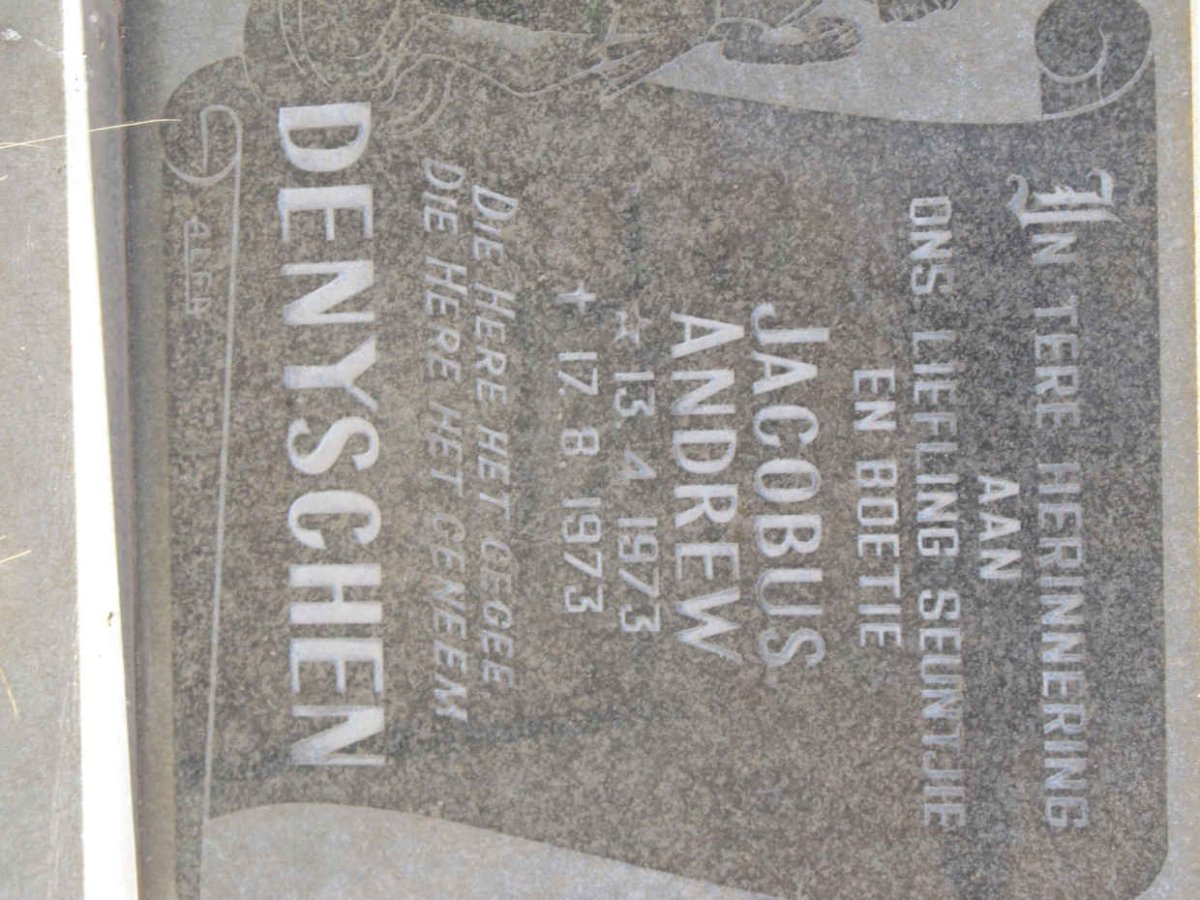 IN TERE HERINNERING
AAN
ONS LIEFLING SEUNTJIE
EN BOETIE
JACOBUS
ANDREW
☆ 13. 4. 1973
✝ 17. 8. 1973
DIE HERE HET GEGEE
DIE HERE HET GENEEM
DENYSCHEN